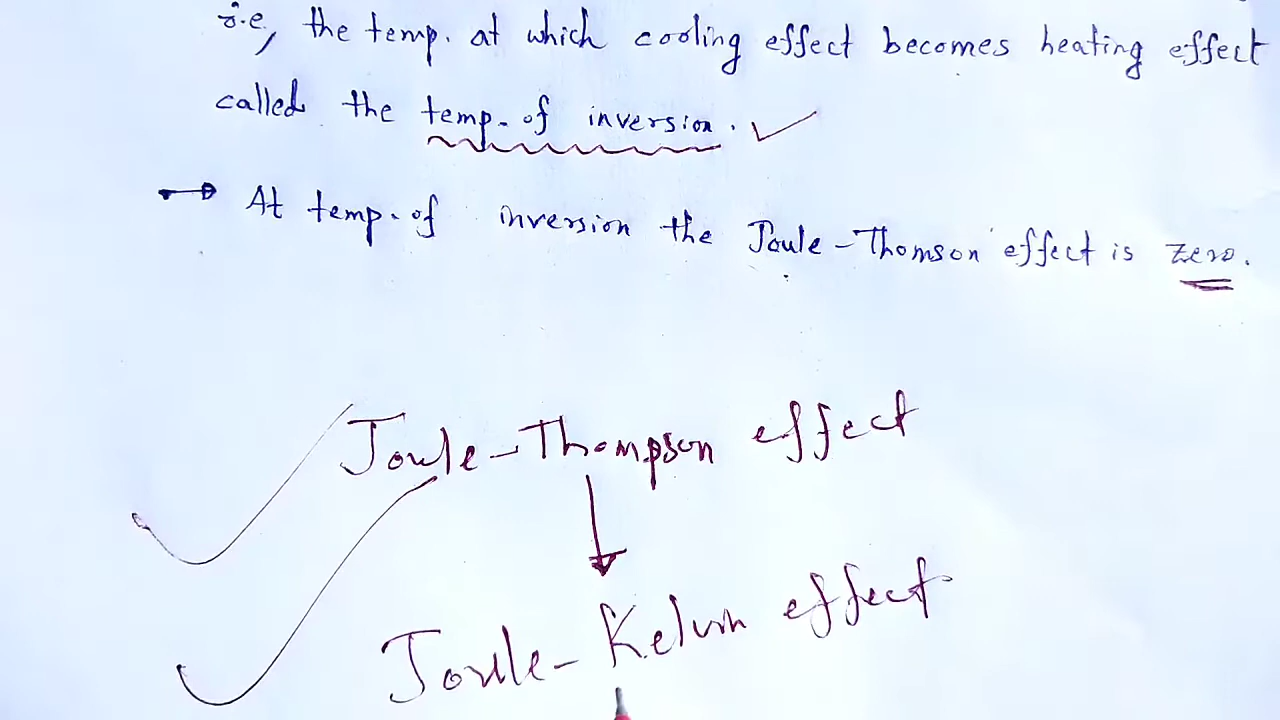 i.e, the temp. at which cooling effect becomes heating effect
called the temp. of inversion.
At temp. of inversion the Joule-Thomson effect is zero.
Joule-Thompson effect
Joule-Kelvin effect